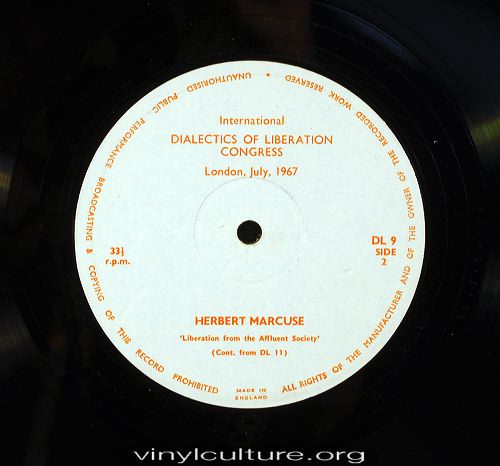 ALL RIGHTS OF THE MANUFACTURER AND OF THE OWNER OF THE RECORDED WORK RESERVED • UNAUTHORISED PUBLIC PERFORMANCE BROADCASTING & COPYING OF THIS RECORD PROHIBITED
International
DIALECTICS OF LIBERATION
CONGRESS
London, July, 1967
33⅓
r.p.m.
DL 9
SIDE
2
HERBERT MARCUSE
'Liberation from the Affluent Society'
(Cont. from DL 11)
MADE IN
ENGLAND
vinylculture.org